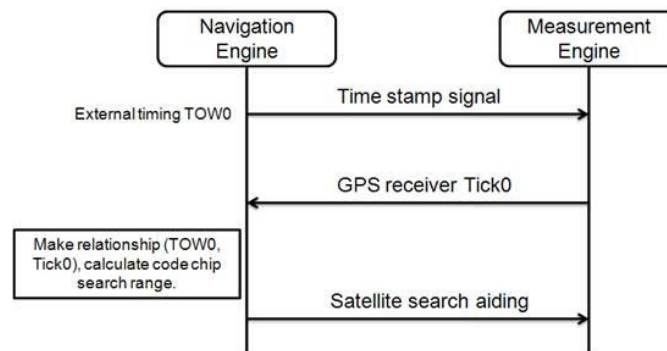 Navigation
Engine
Measurement
Engine
Time stamp signal
External timing TOW0
GPS receiver Tick0
Make relationship (TOW0,
Tick0), calculate code chip
search range.
Satellite search aiding